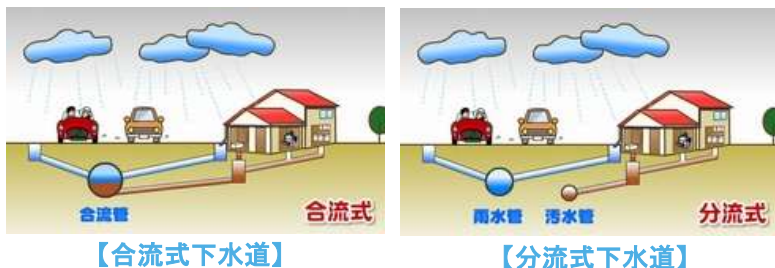 合流管
合流式
【合流式下水道】
雨水管 汚水管
分流式
【分流式下水道】